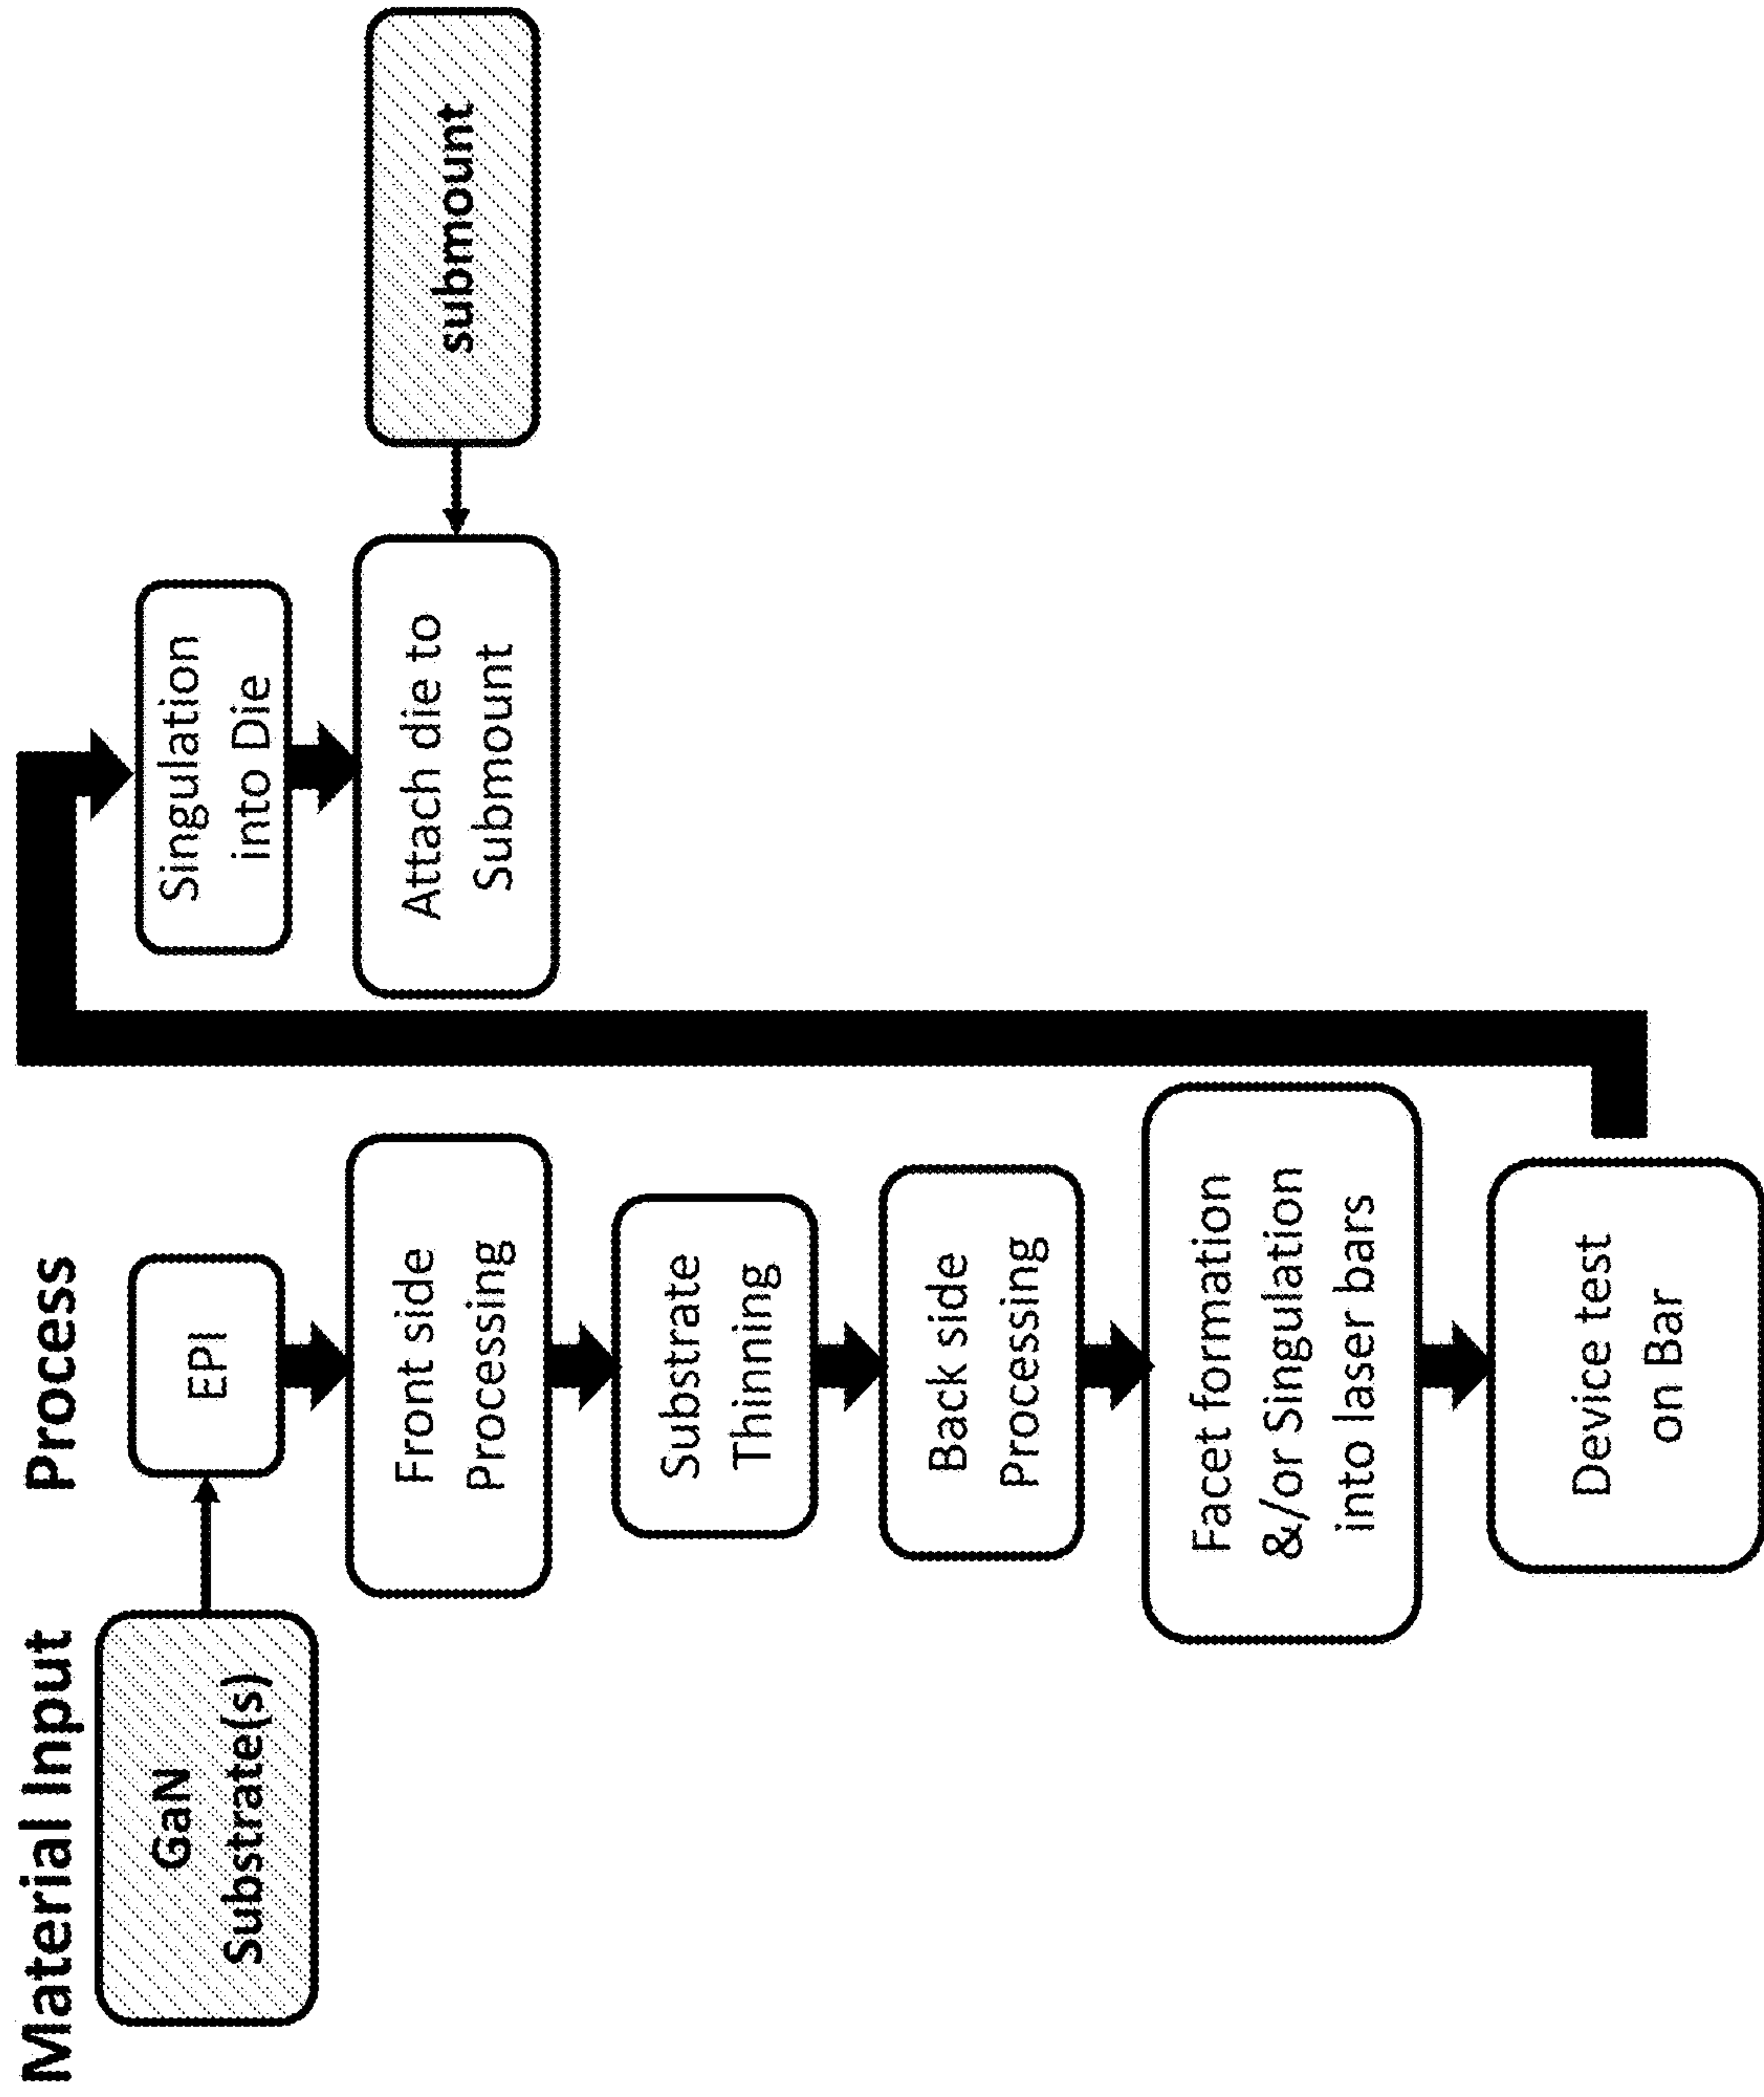 Material Input
Process
GaN
Substrate(s)
EPI
Front side
Processing
Substrate
Thinning
Back side
Processing
Facet formation
&/or Singulation
into laser bars
Device test
on Bar
Singulation
into Die
Attach die to
Submount
submount